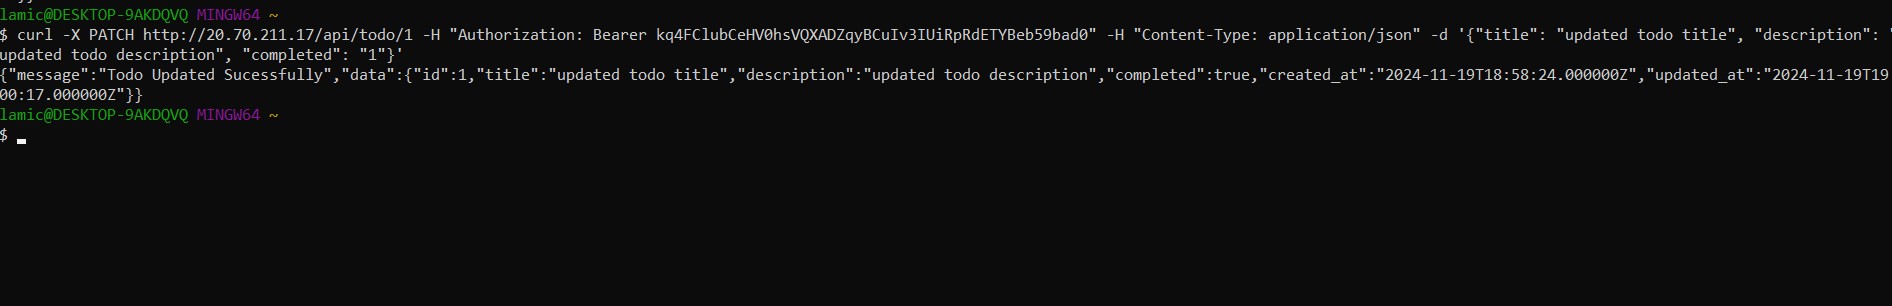 }}
lamic@DESKTOP-9AKDQVQ MINGW64 ~
$ curl -X PATCH http://20.70.211.17/api/todo/1 -H "Authorization: Bearer kq4FClubCeHV0hsVQXADZqyBCuIv3IUiRpRdETYBeb59bad0" -H "Content-Type: application/json" -d '{"title": "updated todo title", "description": "
updated todo description", "completed": "1"}'
{"message":"Todo Updated Sucessfully","data":{"id":1,"title":"updated todo title","description":"updated todo description","completed":true,"created_at":"2024-11-19T18:58:24.000000Z","updated_at":"2024-11-19T19
00:17.000000Z"}}
lamic@DESKTOP-9AKDQVQ MINGW64 ~
$